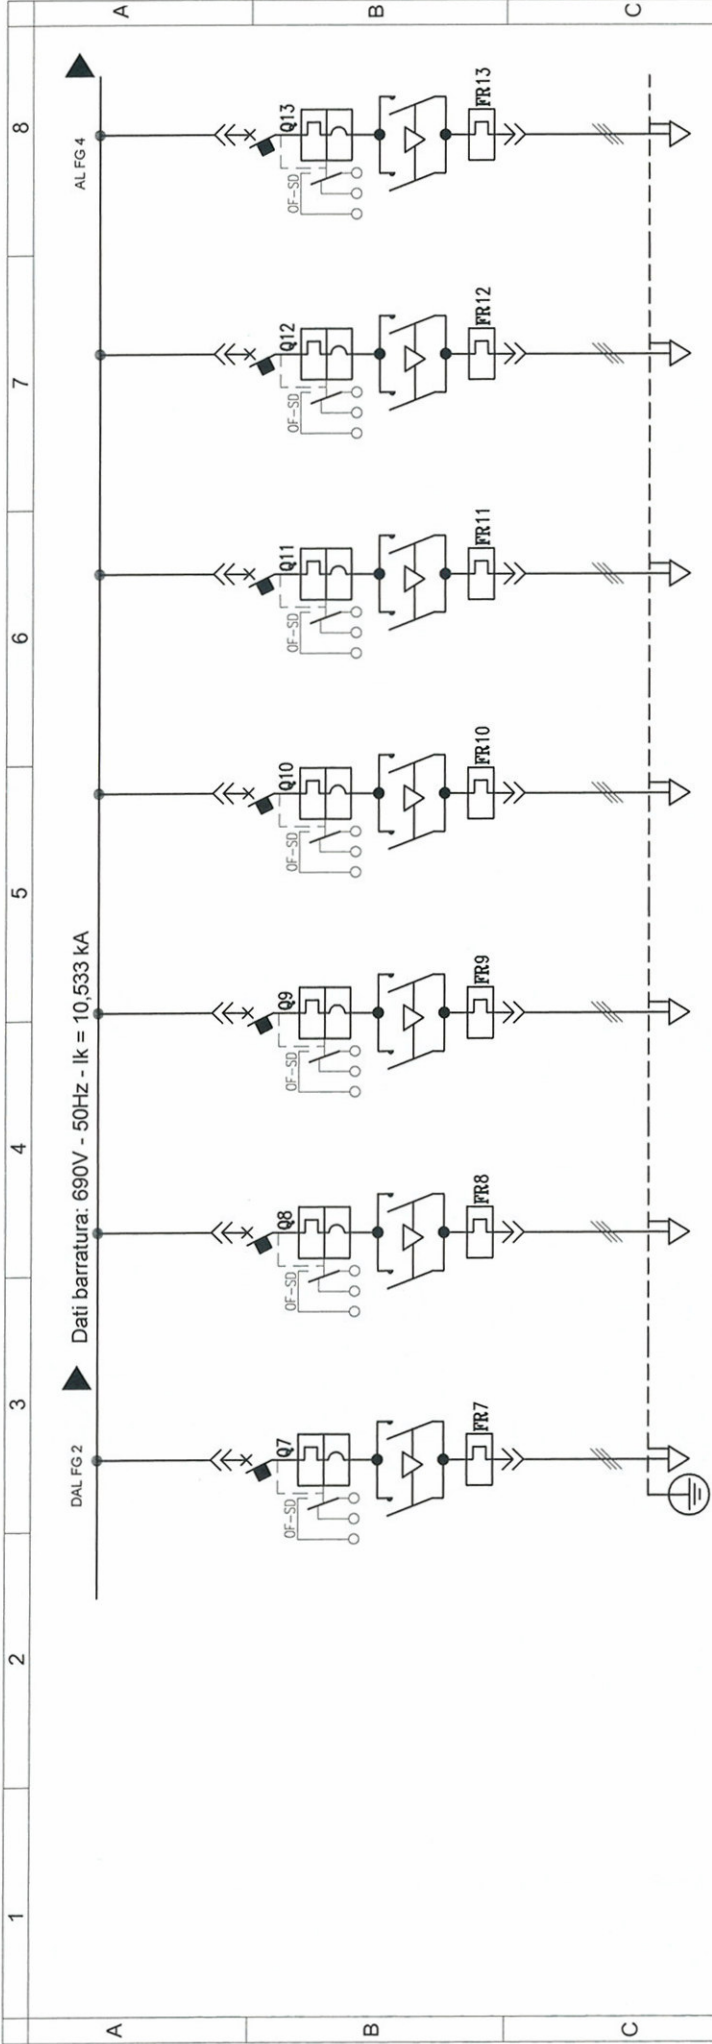 1 2 3 4 5 6 7 8
A A
DAL FG 2 Dati barratura: 690V - 50Hz - Ik = 10,533 kA AL FG 4
Q7 Q8 Q9 Q10 Q11 Q12 Q13
OF-SD OF-SD OF-SD OF-SD OF-SD OF-SD OF-SD
B B
FR7 FR8 FR9 FR10 FR11 FR12 FR13
C C